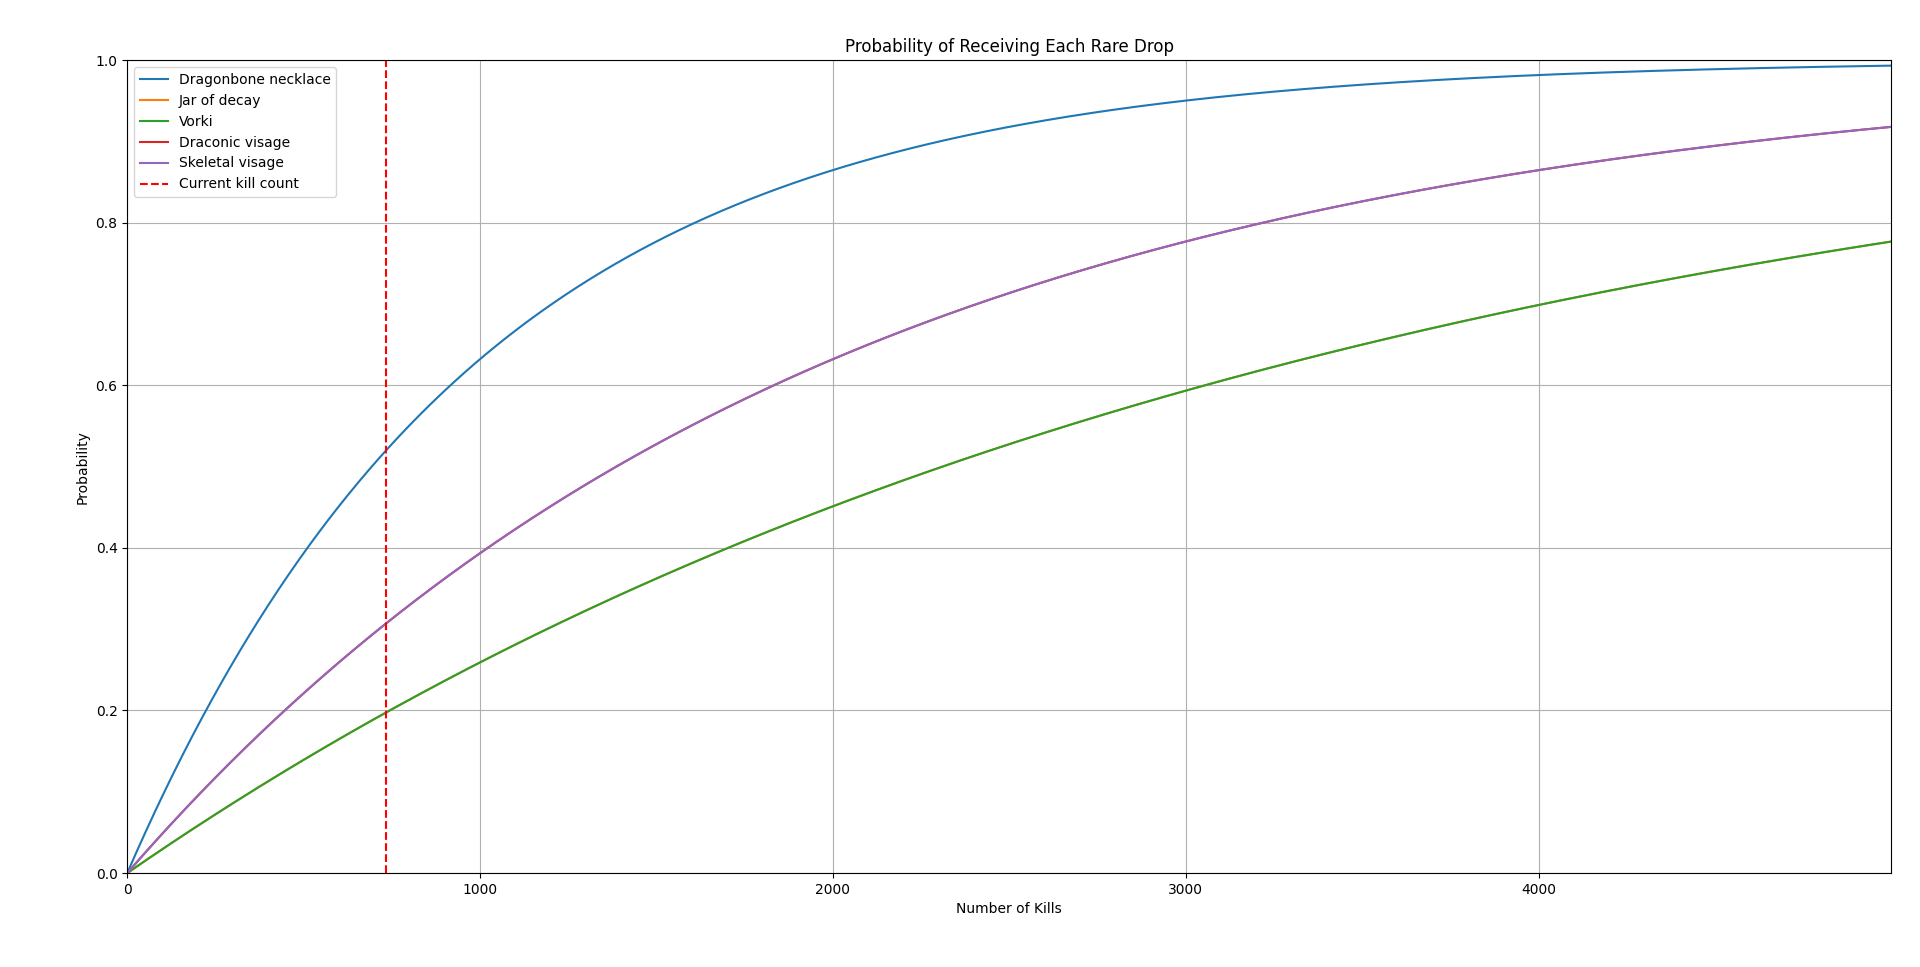 Probability of Receiving Each Rare Drop
1.0
0.8
0.6
0.4
0.2
0.0
Probability
Dragonbone necklace
Jar of decay
Vorki
Draconic visage
Skeletal visage
Current kill count
0
1000
2000
3000
4000
Number of Kills